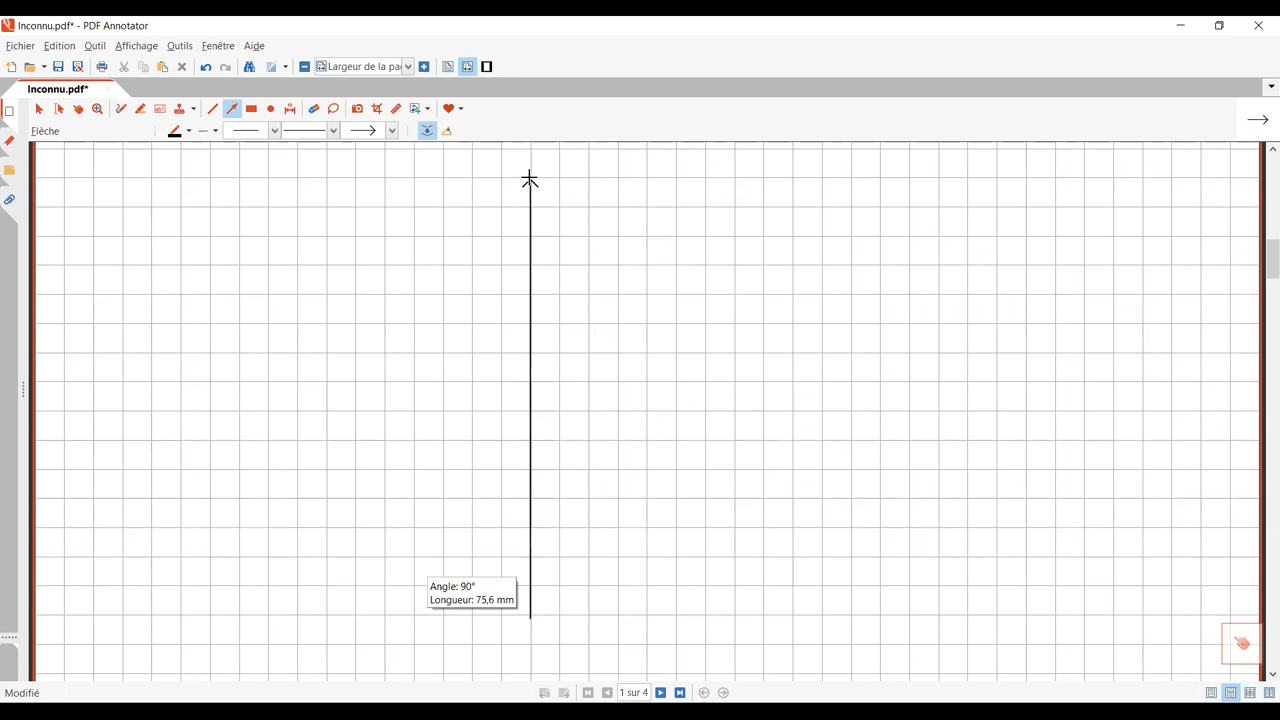 Inconnu.pdf* - PDF Annotator
Fichier Edition Outil Affichage Outils Fenêtre Aide
Largeur de la pa
Inconnu.pdf*
Flèche
Angle: 90°
Longueur: 75,6 mm
Modifié
1 sur 4